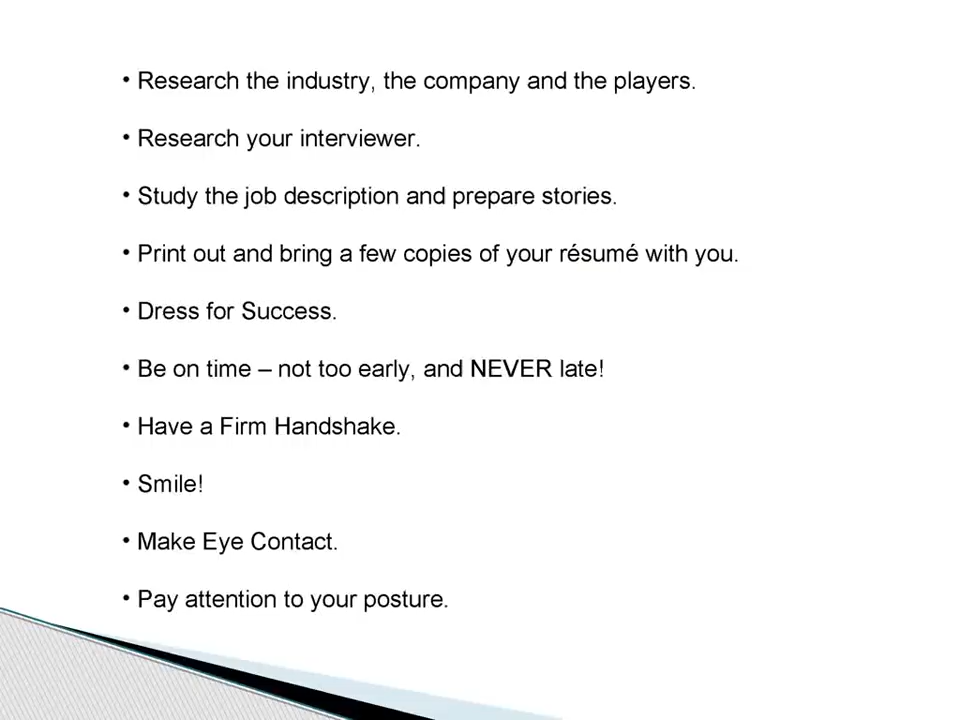 • Research the industry, the company and the players.
• Research your interviewer.
• Study the job description and prepare stories.
• Print out and bring a few copies of your résumé with you.
• Dress for Success.
• Be on time – not too early, and NEVER late!
• Have a Firm Handshake.
• Smile!
• Make Eye Contact.
• Pay attention to your posture.